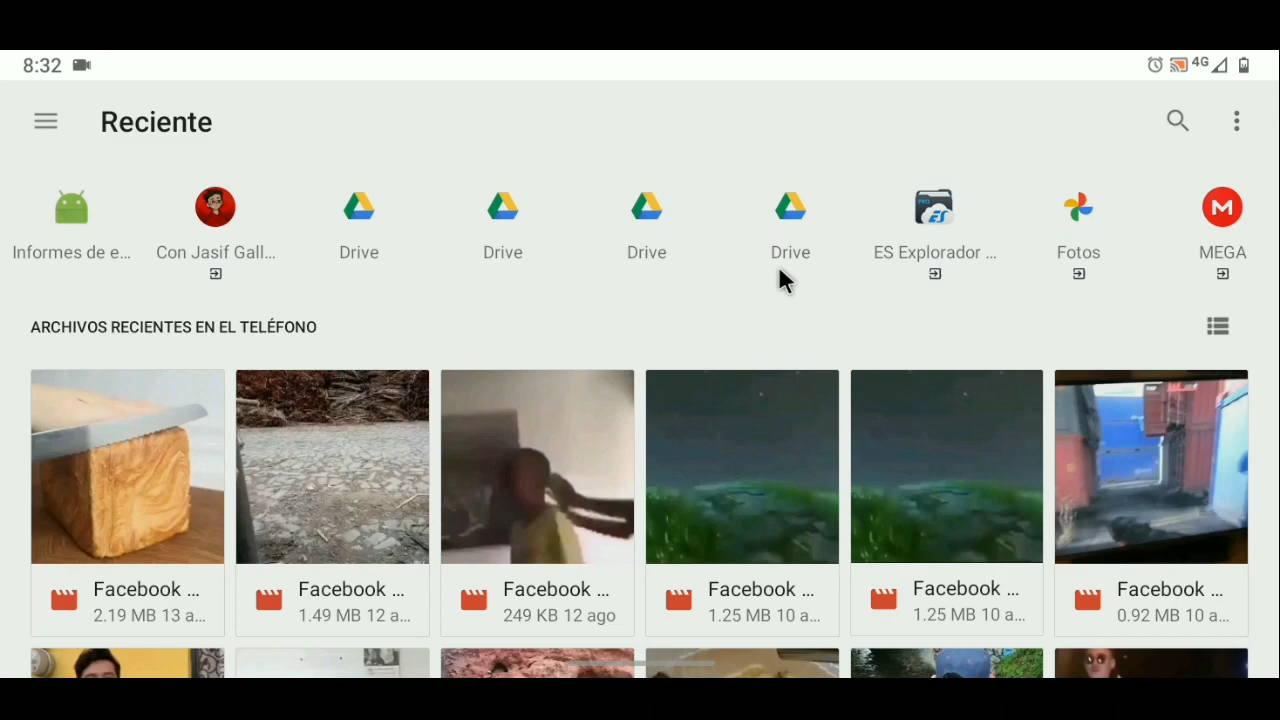 8:32
4G
Reciente
Informes de e...
Con Jasif Gall...
Drive
Drive
Drive
Drive
ES Explorador ...
Fotos
MEGA
ARCHIVOS RECIENTES EN EL TELÉFONO
Facebook ...
2.19 MB 13 a...
Facebook ...
1.49 MB 12 a...
Facebook ...
249 KB 12 ago
Facebook ...
1.25 MB 10 a...
Facebook ...
1.25 MB 10 a...
Facebook ...
0.92 MB 10 a...